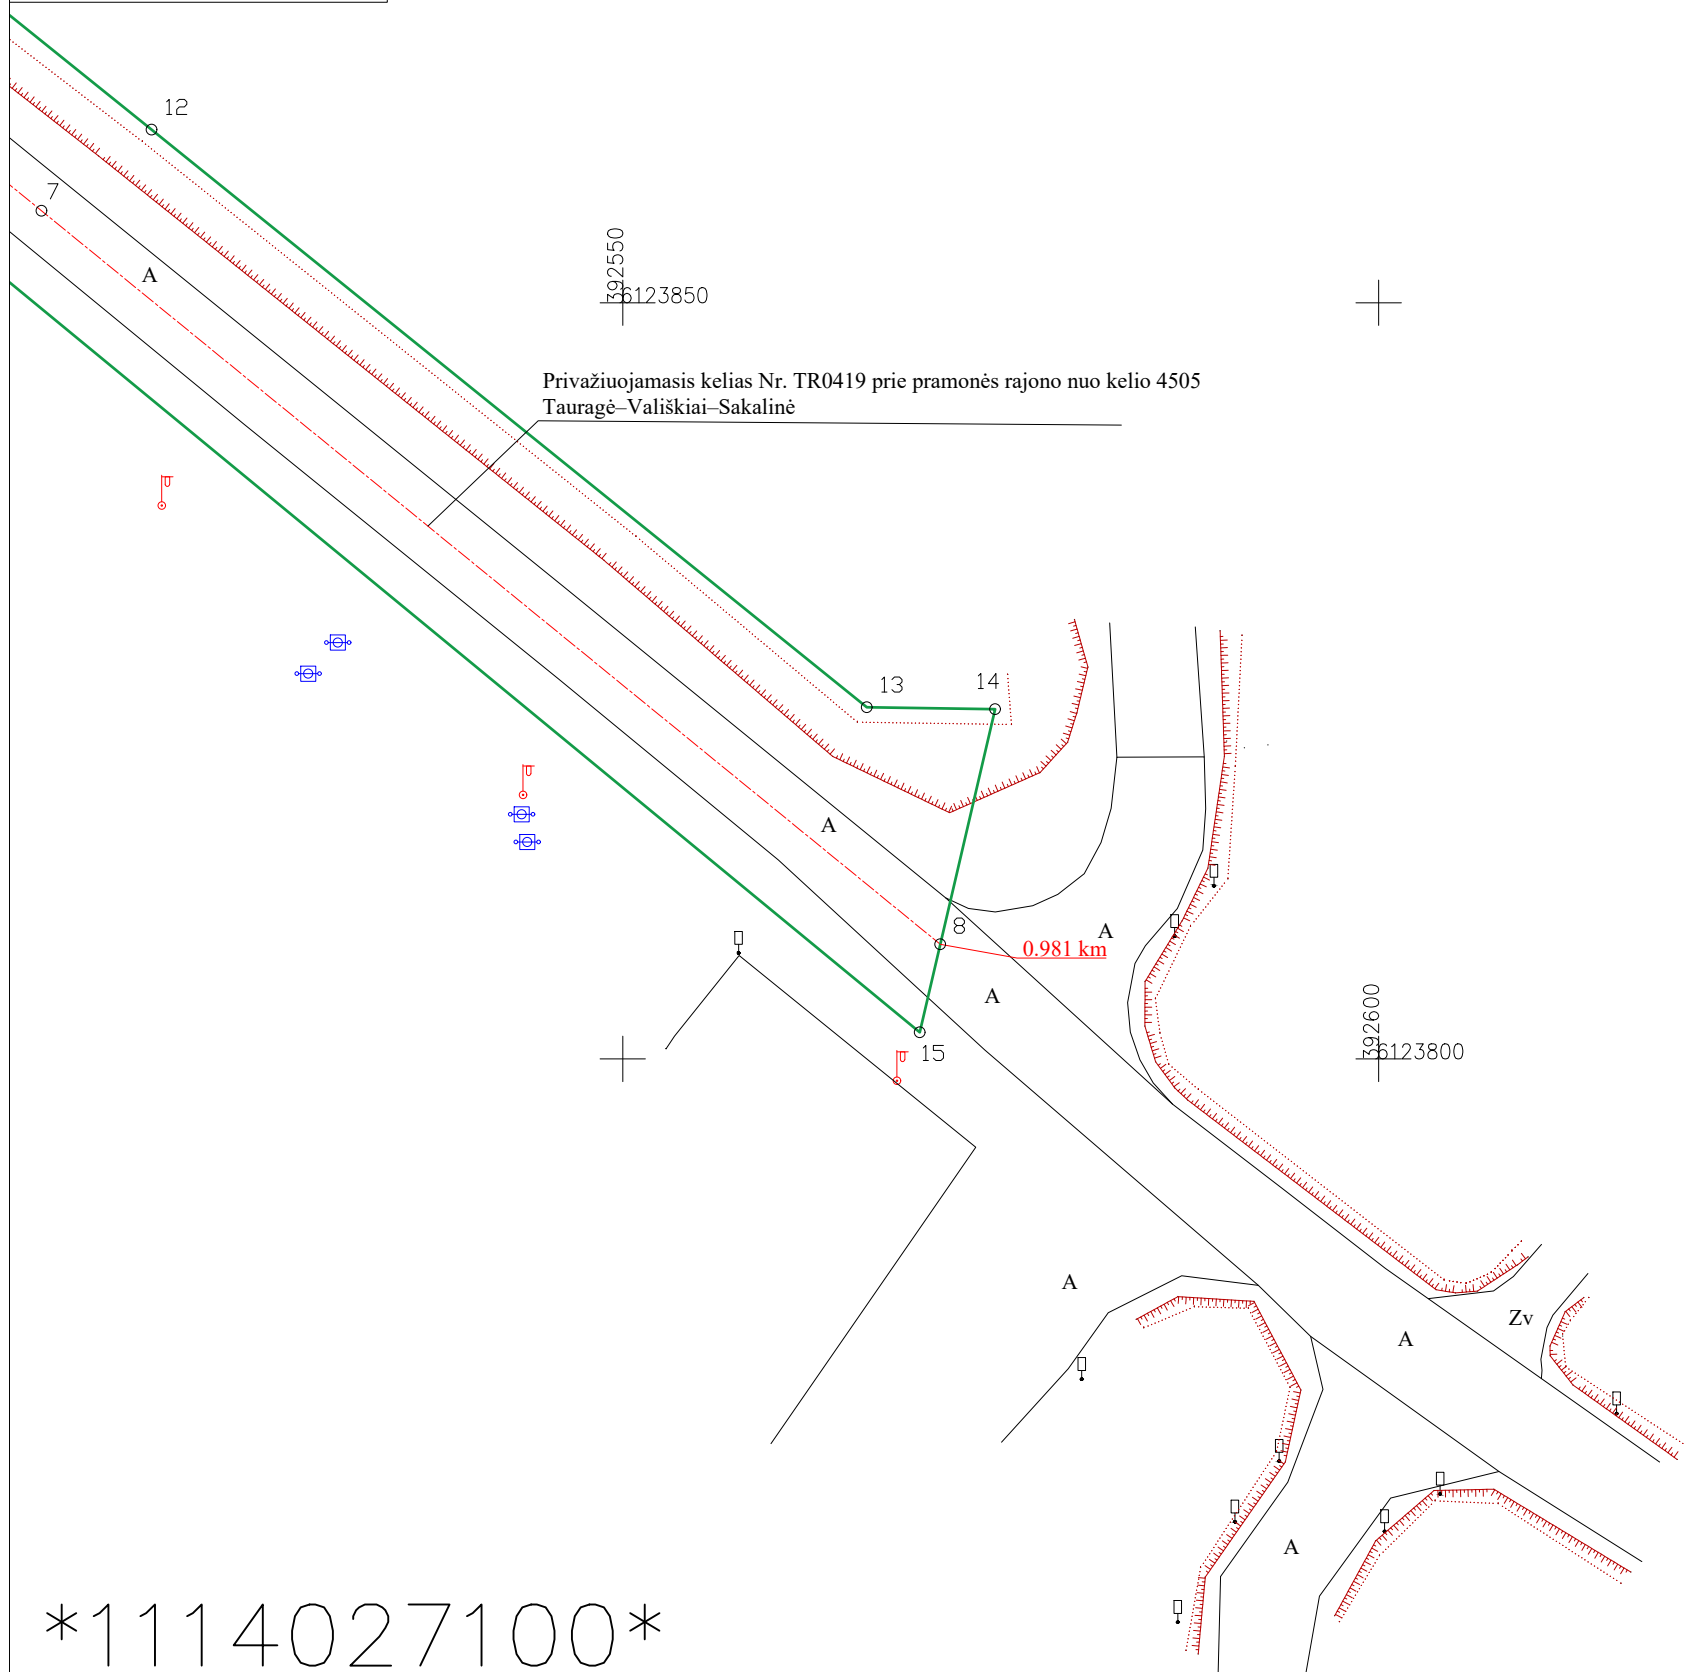 12
7
A
392550
6123850
Privažiuojamasis kelias Nr. TR0419 prie pramonės rajono nuo kelio 4505
Tauragė–Vališkiai–Sakalinė
13
14
A
8
A
0.981 km
A
392600
6123800
15
A
Zv
A
A
*1114027100*